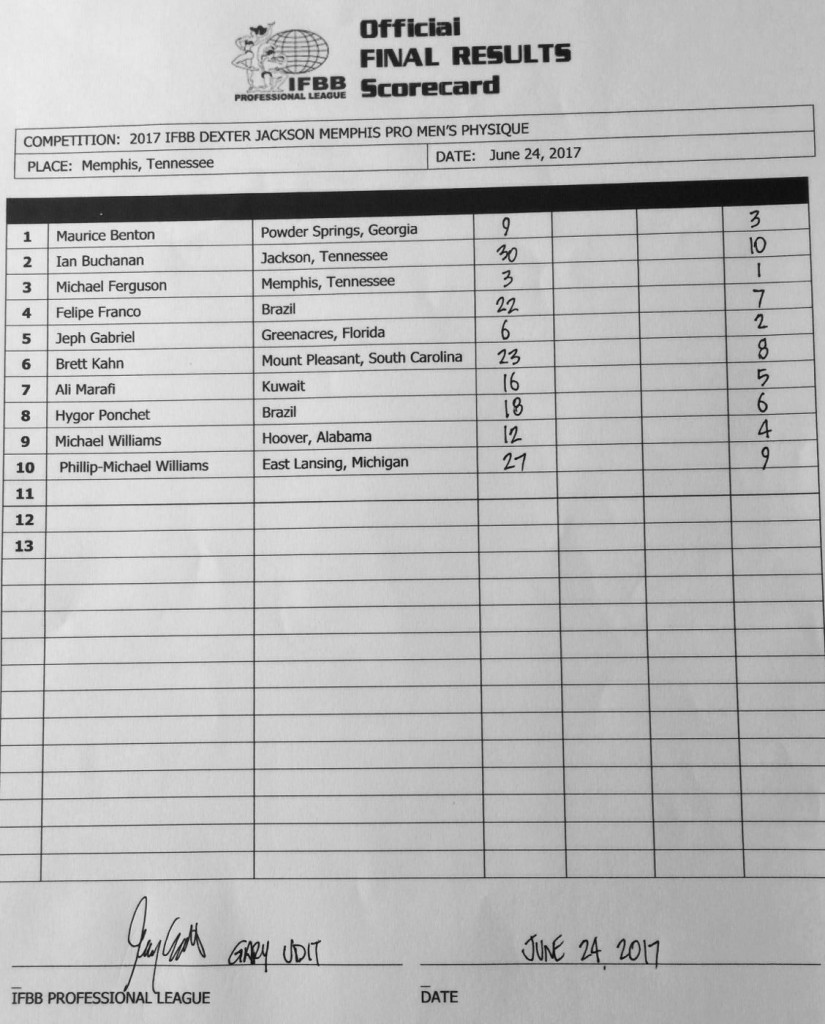 Official
FINAL RESULTS
Scorecard
IFBB
PROFESSIONAL LEAGUE
COMPETITION: 2017 IFBB DEXTER JACKSON MEMPHIS PRO MEN'S PHYSIQUE
PLACE: Memphis, Tennessee DATE: June 24, 2017
1 Maurice Benton Powder Springs, Georgia 9 3
2 Ian Buchanan Jackson, Tennessee 30 10
3 Michael Ferguson Memphis, Tennessee 3 1
4 Felipe Franco Brazil 22 7
5 Jeph Gabriel Greenacres, Florida 6 2
6 Brett Kahn Mount Pleasant, South Carolina 23 8
7 Ali Marafi Kuwait 16 5
8 Hygor Ponchet Brazil 18 6
9 Michael Williams Hoover, Alabama 12 4
10 Phillip-Michael Williams East Lansing, Michigan 27 9
11
12
13
GARY UDIT JUNE 24, 2017
IFBB PROFESSIONAL LEAGUE DATE